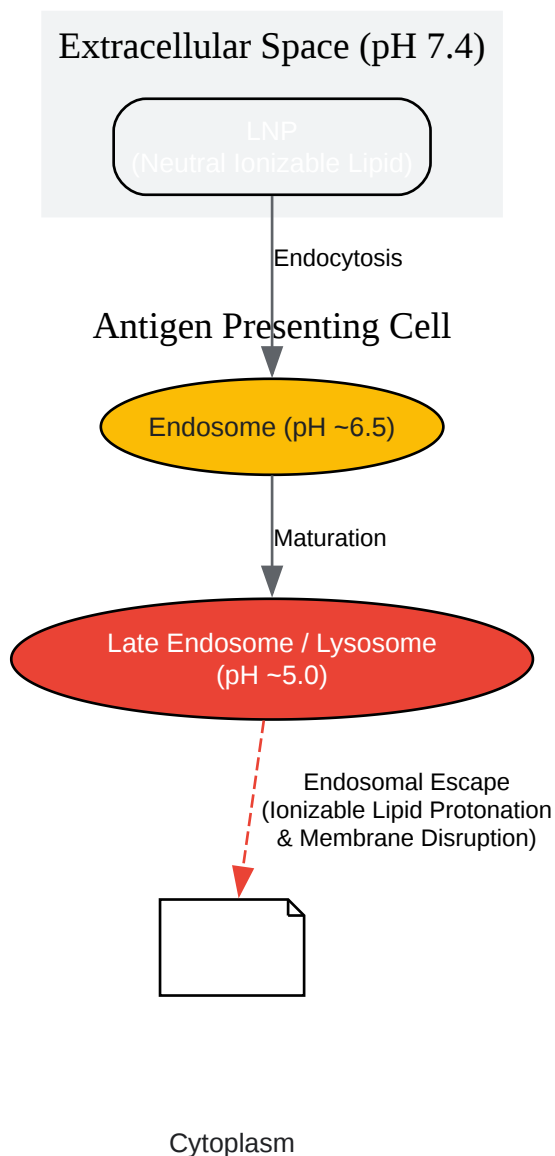 Extracellular Space (pH 7.4)
LNP
(Neutral Ionizable Lipid)
Endocytosis
Antigen Presenting Cell
Endosome (pH ~6.5)
Maturation
Late Endosome / Lysosome
(pH ~5.0)
Endosomal Escape
(Ionizable Lipid Protonation
& Membrane Disruption)
Cytoplasm